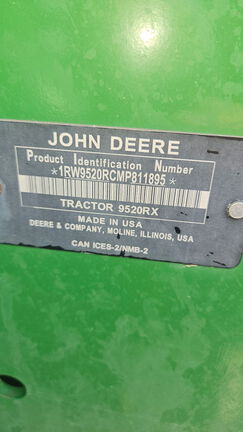 JOHN DEERE
Product Identification Number
*1RW9520RCMP811895*
TRACTOR 9520RX
MADE IN USA
DEERE & COMPANY, MOLINE, ILLINOIS, USA
CAN ICES-2/NMB-2